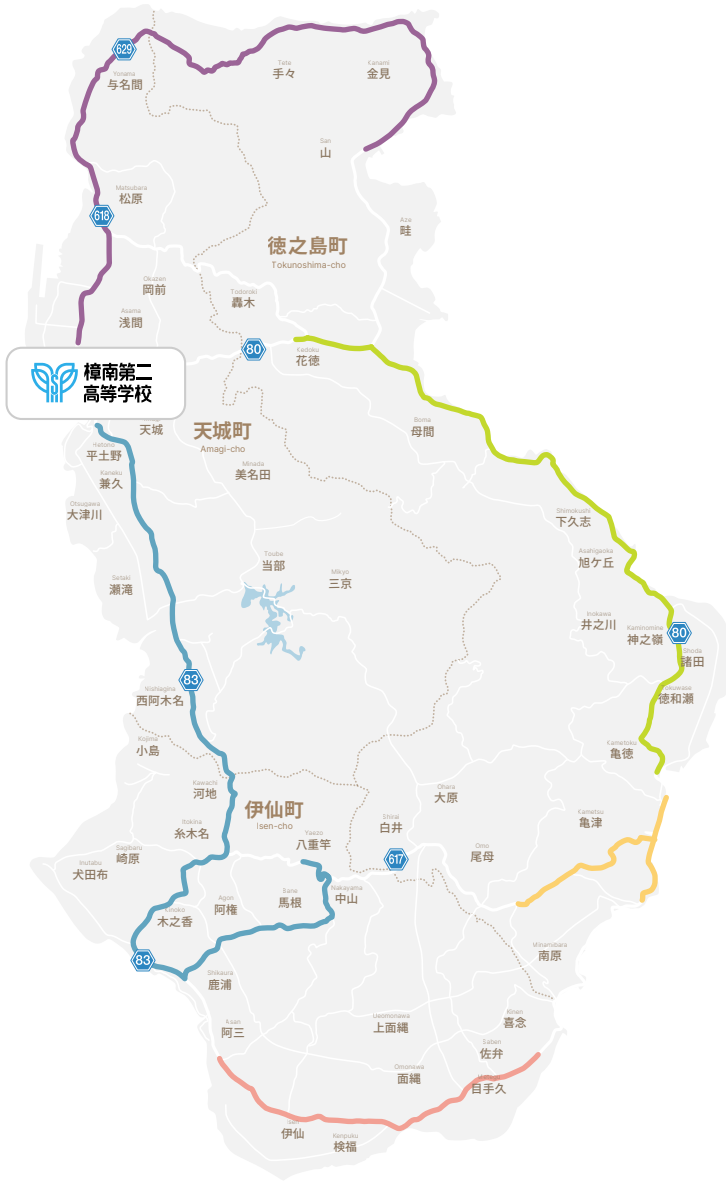 629
Yonama
与名間
Tete
手々
Kanami
金見
San
山
Matsubara
松原
618
Aze
畦
徳之島町
Tokunoshima-cho
Okazen
岡前
Todoroki
轟木
Asama
浅間
80
Kedoku
花徳
樟南第二
高等学校
天城
天城町
Amagi-cho
Boma
母間
Hetono
平土野
Kaneku
兼久
Minada
美名田
Otsugawa
大津川
Shimokushi
下久志
Asahigaoka
旭ケ丘
Touba
当部
Mikyo
三京
Setaki
瀬滝
Inokawa
井之川
Kaminomine
神之嶺
80
Shoda
諸田
83
Nishiagina
西阿木名
徳和瀬
Kojima
小島
Kametoku
亀徳
Kawachi
河地
Ohara
大原
伊仙町
Isen-cho
Kametsu
亀津
Itokina
糸木名
Shirai
白井
Yaezo
八重竿
Sagibaru
崎原
617
Omo
尾母
Inutabu
犬田布
Nakayama
中山
Agon
阿権
Bane
馬根
木之香
83
Minamibara
南原
Shikaura
鹿浦
Asan
阿三
Ueomonawa
上面縄
Kinen
喜念
Saben
佐弁
Omonawa
面縄
目手久
伊仙
Kenpuku
検福